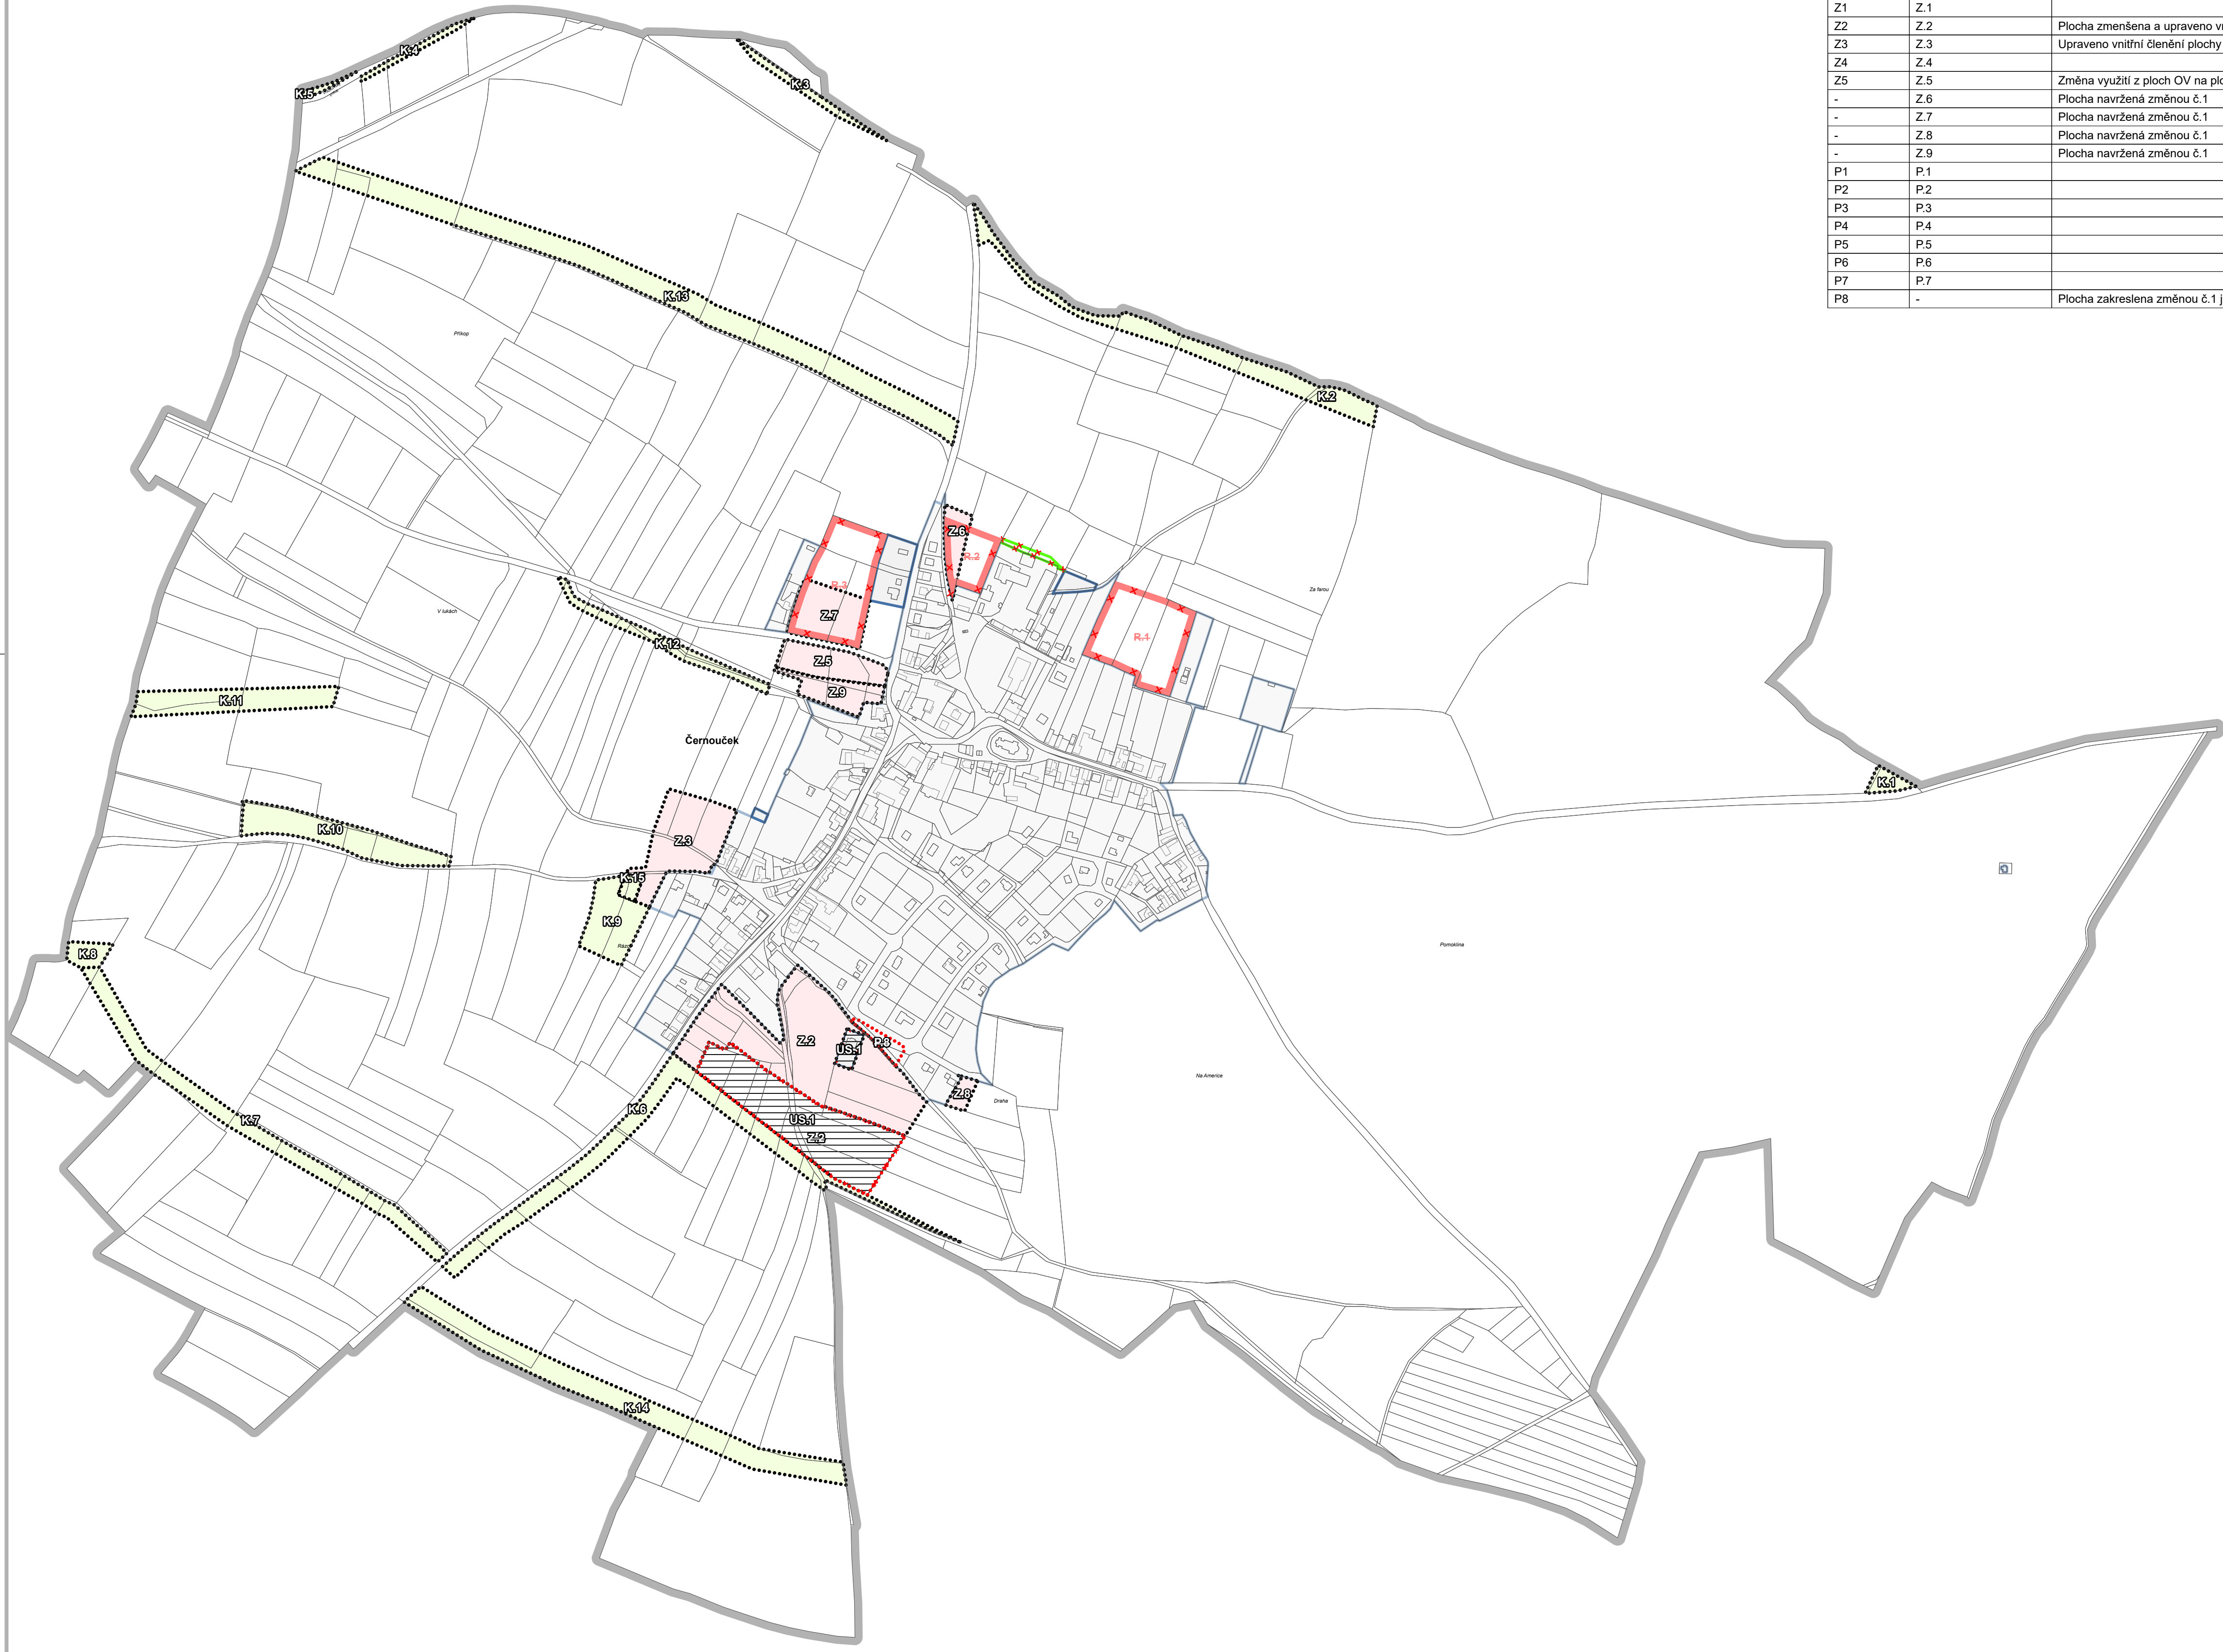 Z1 Z.1
Z2 Z.2 Plocha zmenšena a upraveno
Z3 Z.3 Upraveno vnitřní členění plochy
Z4 Z.4
Z5 Z.5 Změna využití z ploch OV na
- Z.6 Plocha navržená změnou č.1
- Z.7 Plocha navržená změnou č.1
- Z.8 Plocha navržená změnou č.1
- Z.9 Plocha navržená změnou č.1
P1 P.1
P2 P.2
P3 P.3
P4 P.4
P5 P.5
P6 P.6
P7 P.7
P8 - Plocha zakreslena změnou č.1
K.4
K.5
K.3
K.13
Příkop
K.2
Z.6
R.2
R.3
Z.7
V lukách
Za farou
R.1
K.12
Z.5
Z.9
K.11
Černouček
K.1
K.10
Z.3
K.15
K.9
K.8
Pomoklina
Z.2
P.8
US.1
Na Americe
Z.8
Draha
K.7
K.6
US.1
Z.2
K.14